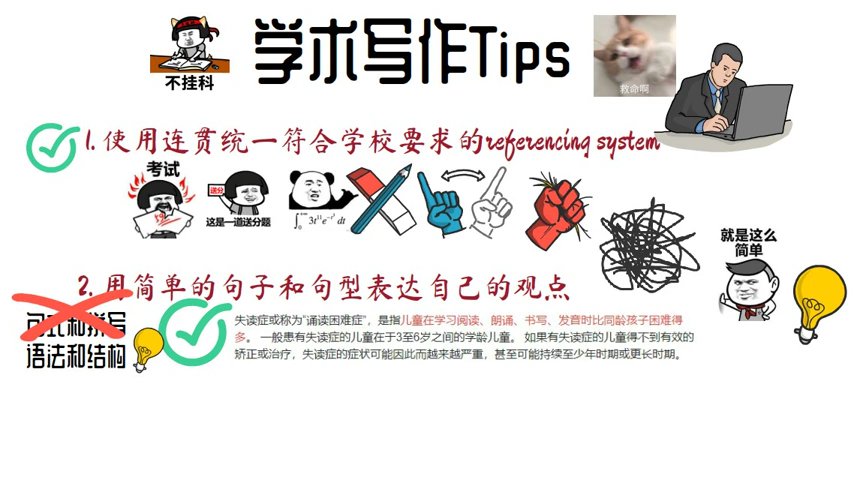 学术写作Tips
不挂科
救命啊
1. 使用连贯统一符合学校要求的referencing system
考试
送分
这是一道送分题
就是这么
简单
2. 用简单的句子和句型表达自己的观点
句式和拼写
语法和结构
失读症或称为“诵读困难症”，是指儿童在学习阅读、朗诵、书写、发音时比同龄孩子困难得
多。 一般患有失读症的儿童在于3至6岁之间的学龄儿童。 如果有失读症的儿童得不到有效的
矫正或治疗，失读症的症状可能因此而越来越严重，甚至可能持续至少年时期或更长时期。